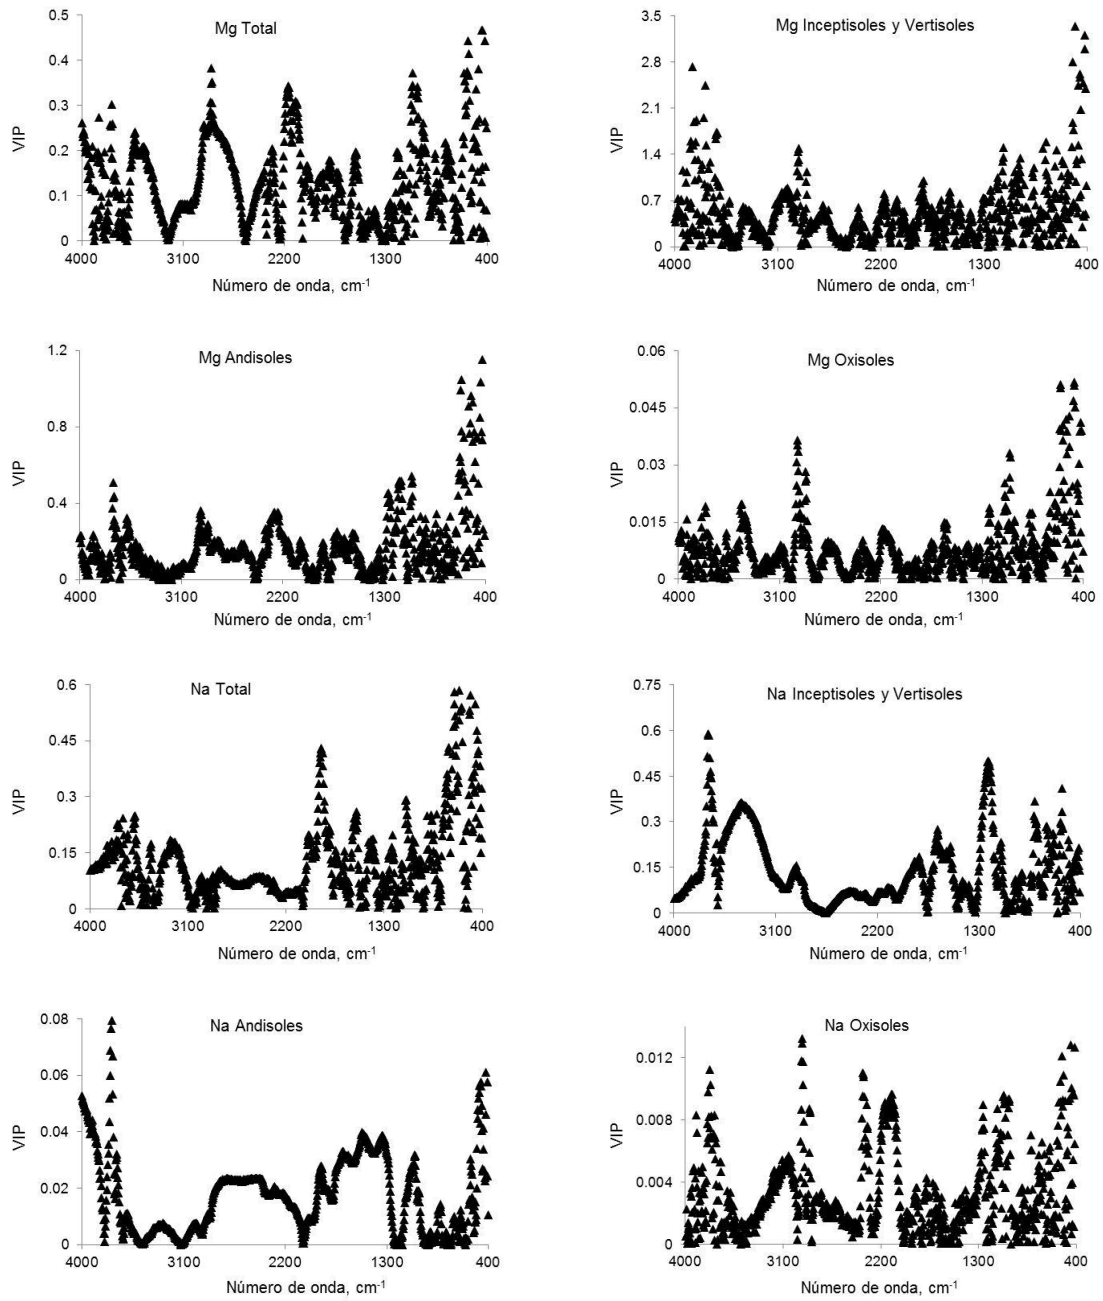 Mg Total
0.5
0.4
0.3
0.2
0.1
0
VIP
4000 3100 2200 1300 400
Número de onda, cm-1
Mg Inceptisoles y Vertisoles
3.5
2.8
2.1
1.4
0.7
0
VIP
4000 3100 2200 1300 400
Número de onda, cm-1
Mg Andisoles
1.2
0.8
0.4
0
VIP
4000 3100 2200 1300 400
Número de onda, cm-1
Mg Oxisoles
0.06
0.045
0.03
0.015
0
VIP
4000 3100 2200 1300 400
Número de onda, cm-1
Na Total
0.6
0.45
0.3
0.15
0
VIP
4000 3100 2200 1300 400
Número de onda, cm-1
Na Inceptisoles y Vertisoles
0.75
0.6
0.45
0.3
0.15
0
VIP
4000 3100 2200 1300 400
Número de onda, cm-1
Na Andisoles
0.08
0.06
0.04
0.02
0
VIP
4000 3100 2200 1300 400
Número de onda, cm-1
Na Oxisoles
0.012
0.008
0.004
0
VIP
4000 3100 2200 1300 400
Número de onda, cm-1